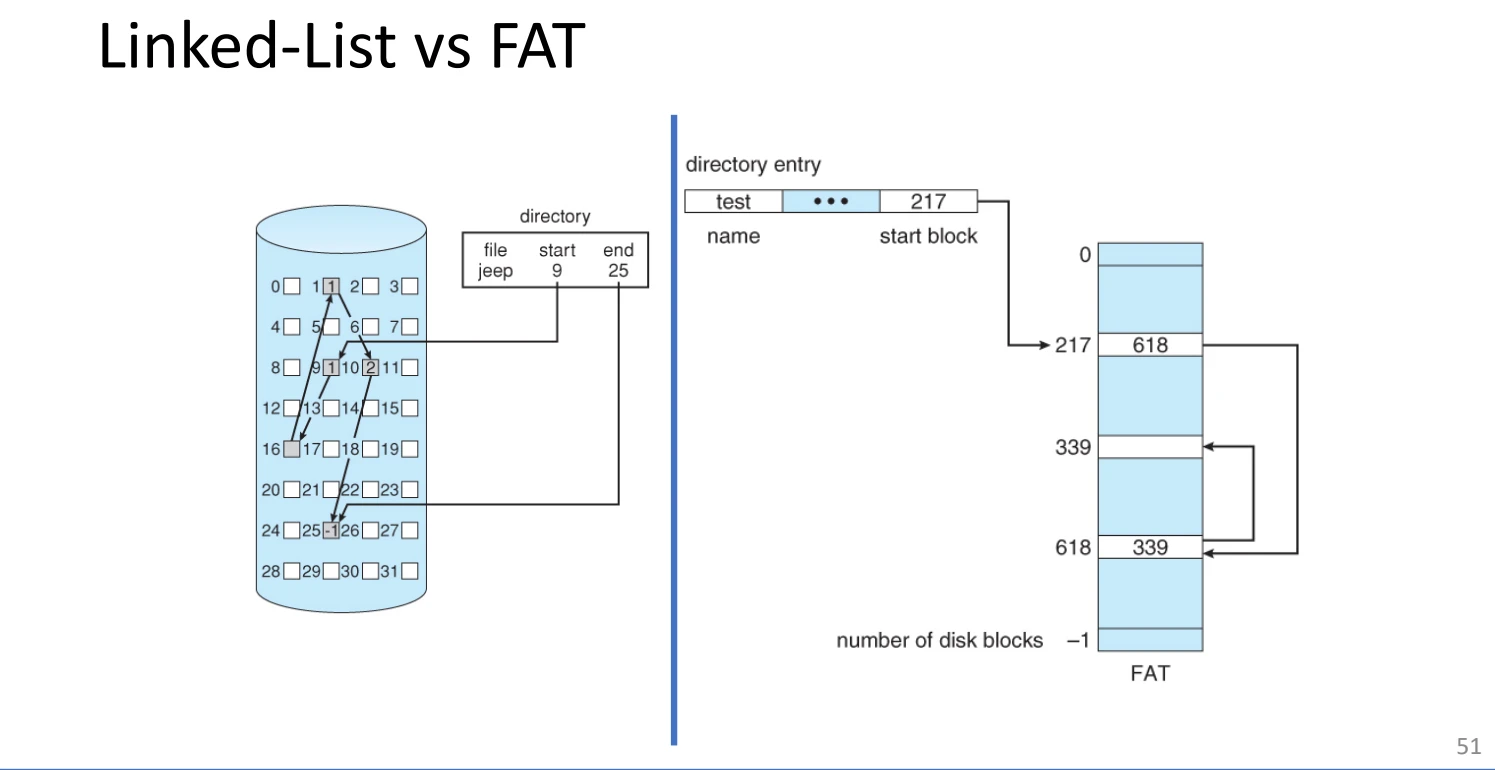 Linked-List vs FAT
directory
file start end
jeep 9 25
0 1 1 2 3
4 5 6 7
8 9 1 10 2 11
12 13 14 15
16 17 18 19
20 21 22 23
24 25 -1 26 27
28 29 30 31
directory entry
test ••• 217
name start block
0
217 618
339
618 339
number of disk blocks –1
FAT
51